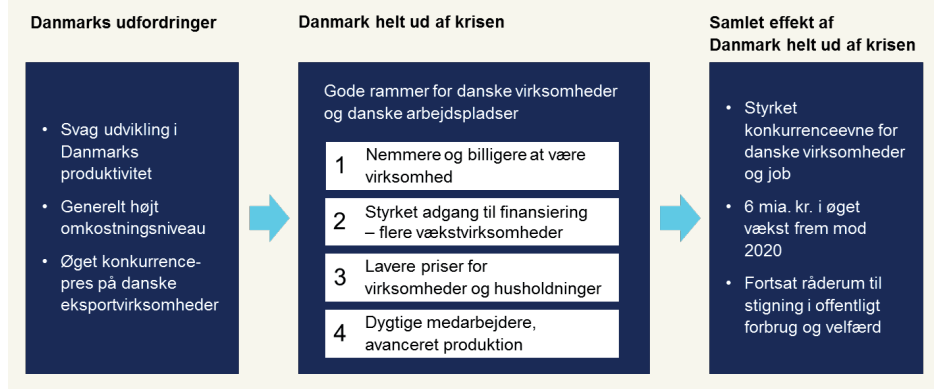 Danmarks udfordringer
• Svag udvikling i
Danmarks
produktivitet
• Generelt højt
omkostningsniveau
• Øget konkurrence-
pres på danske
eksportvirksomheder
Danmark helt ud af krisen
Gode rammer for danske virksomheder
og danske arbejdspladser
1 Nemmere og billigere at være
virksomhed
2 Styrket adgang til finansiering
– flere vækstvirksomheder
3 Lavere priser for
virksomheder og husholdninger
4 Dygtige medarbejdere,
avanceret produktion
Samlet effekt af
Danmark helt ud af krisen
• Styrket
konkurrenceevne for
danske virksomheder
og job
• 6 mia. kr. i øget
vækst frem mod
2020
• Fortsat råderum til
stigning i offentligt
forbrug og velfærd